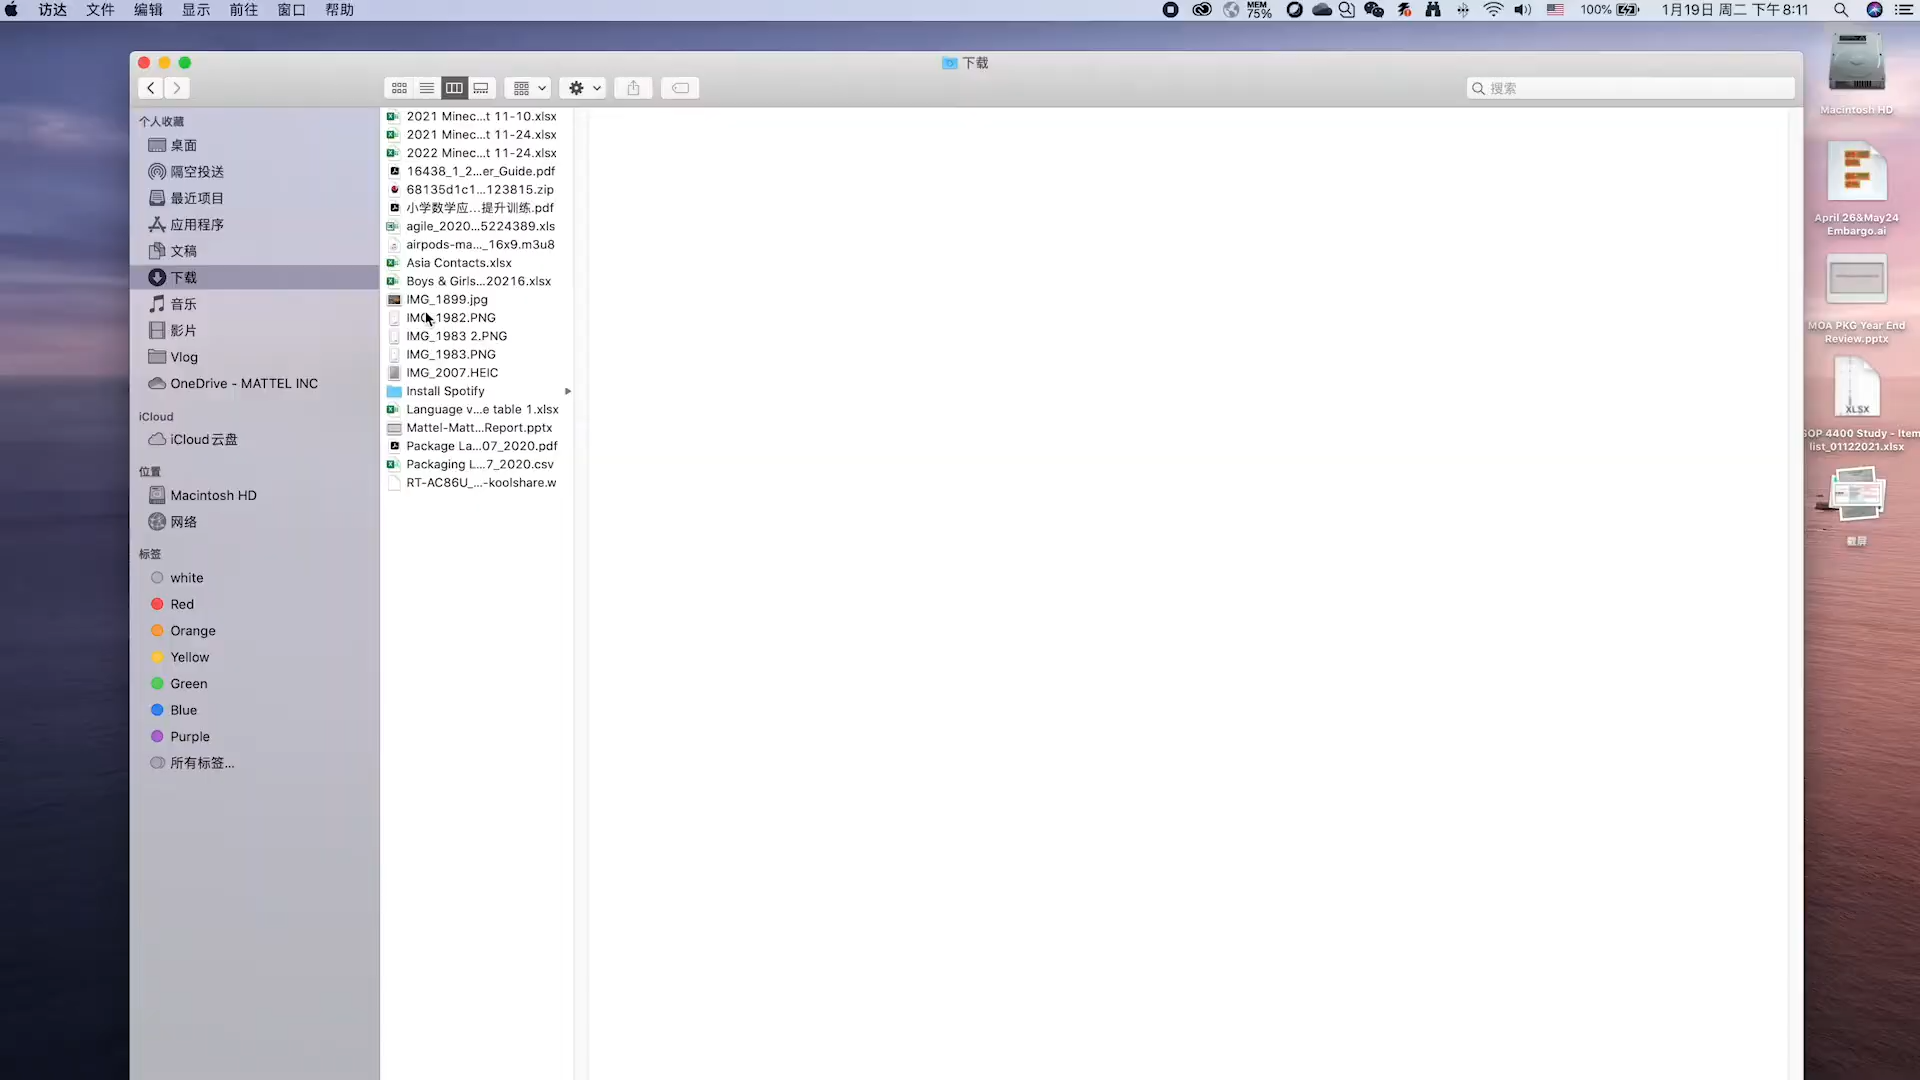 访达 文件 编辑 显示 前往 窗口 帮助
MEM 75% 100% 1月19日 周二 下午8:11
下载
搜索
个人收藏
桌面
隔空投送
最近项目
应用程序
文稿
下载
音乐
影片
Vlog
OneDrive - MATTEL INC
iCloud
iCloud 云盘
位置
Macintosh HD
网络
标签
white
Red
Orange
Yellow
Green
Blue
Purple
所有标签...
2021 Minec...t 11-10.xlsx
2021 Minec...t 11-24.xlsx
2022 Minec...t 11-24.xlsx
16438_1_2...er_Guide.pdf
68135d1c1...123815.zip
小学数学应...提升训练.pdf
agile_2020...5224389.xls
airpods-ma..._16x9.m3u8
Asia Contacts.xlsx
Boys & Girls...20216.xlsx
IMG_1899.jpg
IMG_1982.PNG
IMG_1983 2.PNG
IMG_1983.PNG
IMG_2007.HEIC
Install Spotify
Language v...e table 1.xlsx
Mattel-Matt...Report.pptx
Package La...07_2020.pdf
Packaging L...7_2020.csv
RT-AC86U_...-koolshare.w
Macintosh HD
April 26&May24
Embargo.ai
MOA PKG Year End
Review.pptx
XLSX
SOP 4400 Study - Item
list_01122021.xlsx
截屏